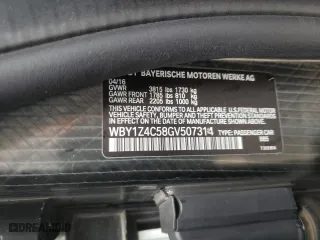 BY BAYERISCHE MOTOREN WERKE AG
04/16
GVWR 3815 lbs 1730 kg
GAWR FRONT 1785 lbs 810 kg
GAWR REAR 2205 lbs 1000 kg
THIS VEHICLE CONFORMS TO ALL APPLICABLE FEDERAL MOTOR
VEHICLE SAFETY, BUMPER, AND THEFT PREVENTION STANDARDS
IN EFFECT ON THE DATE OF MANUFACTURE SHOWN ABOVE.
WBY1Z4C58GV507314 TYPE: PASSENGER CAR